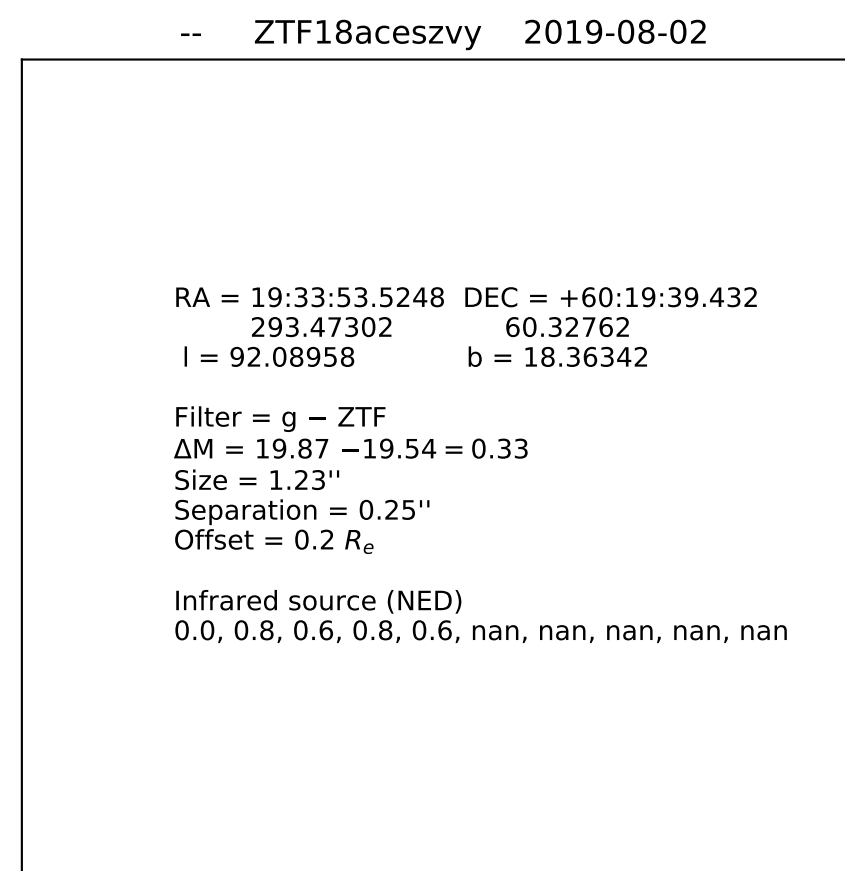 -- ZTF18aceszvy 2019-08-02
RA = 19:33:53.5248 DEC = +60:19:39.432
293.47302 60.32762
l = 92.08958 b = 18.36342
Filter = g − ZTF
ΔM = 19.87 −19.54 = 0.33
Size = 1.23''
Separation = 0.25''
Offset = 0.2 Re
Infrared source (NED)
0.0, 0.8, 0.6, 0.8, 0.6, nan, nan, nan, nan, nan